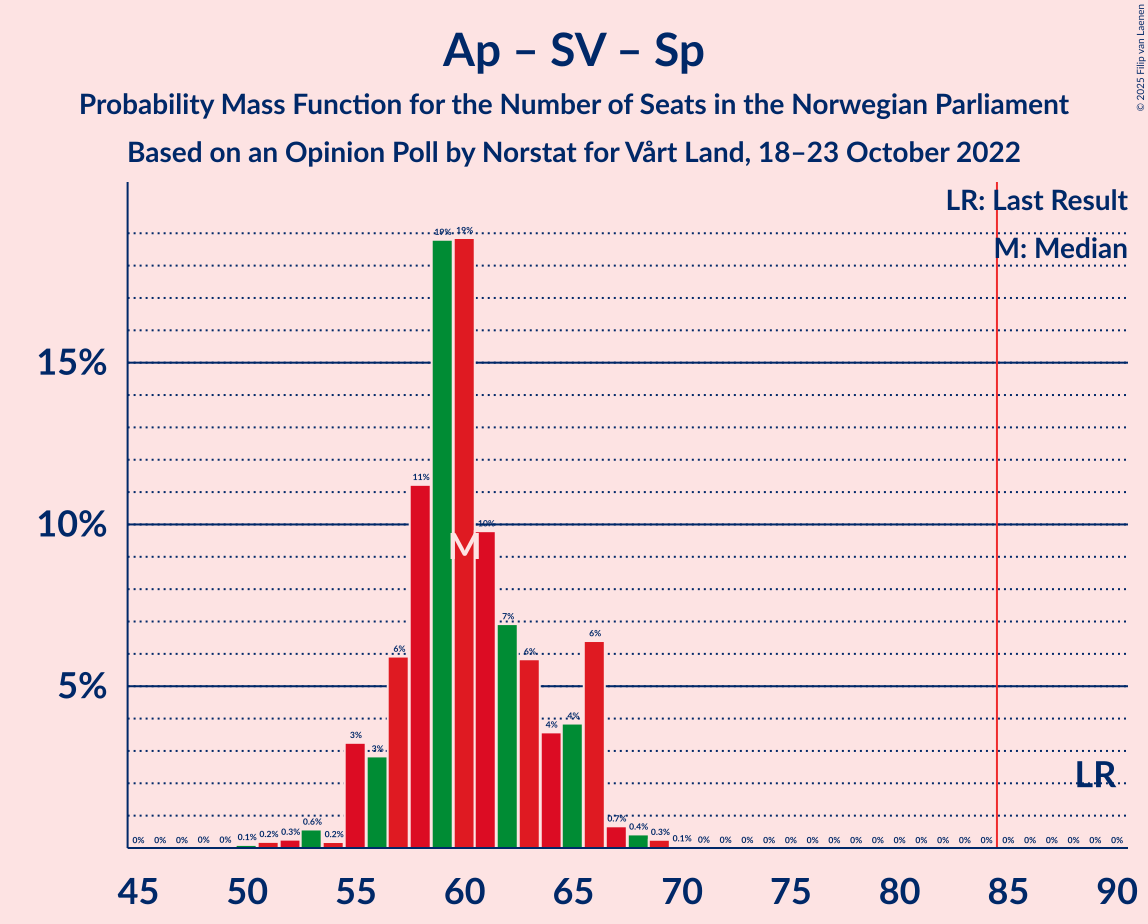 Ap – SV – Sp
Probability Mass Function for the Number of Seats in the Norwegian Parliament
Based on an Opinion Poll by Norstat for Vårt Land, 18–23 October 2022
© 2025 Filip van Laenen
LR: Last Result
M: Median
15%
10%
5%
0% 0% 0% 0% 0% 0.1% 0.2% 0.3% 0.6% 0.2% 3% 3% 6% 11% 19% 19% 10% 7% 6% 4% 4% 6% 0.7% 0.4% 0.3% 0.1% 0% 0% 0% 0% 0% 0% 0% 0% 0% 0% 0% 0% 0% 0% 0% 0% 0% 0% 0% 0%
M
LR
45 50 55 60 65 70 75 80 85 90